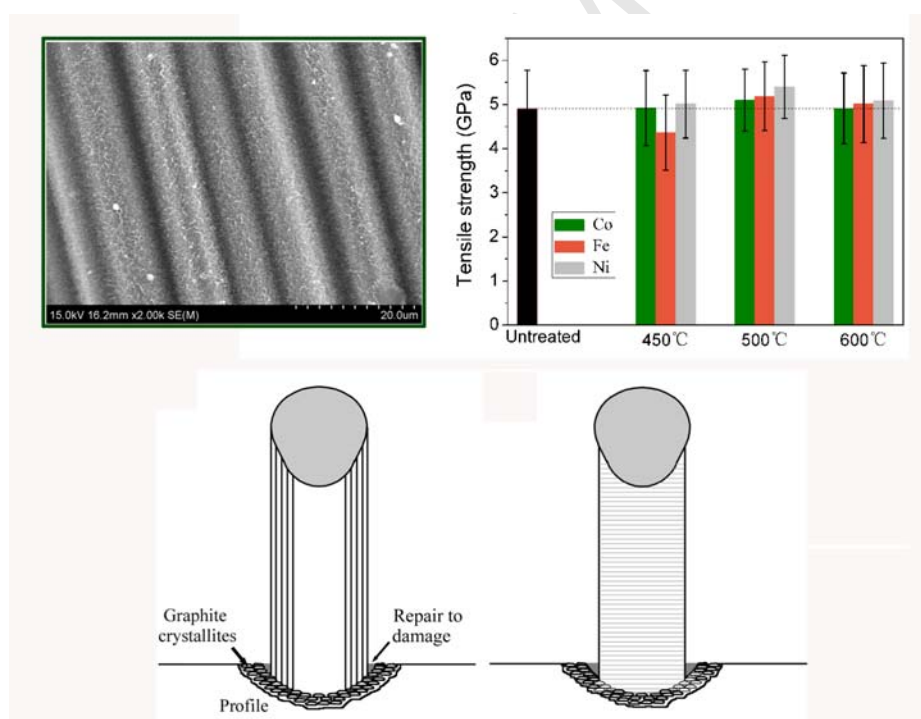 15.0kV 16.2mm x2.00k SE(M)
20.0um
Tensile strength (GPa)
6
5
4
3
2
1
0
Co
Fe
Ni
Untreated
450℃
500℃
600℃
Graphite
crystallites
Repair to
damage
Profile